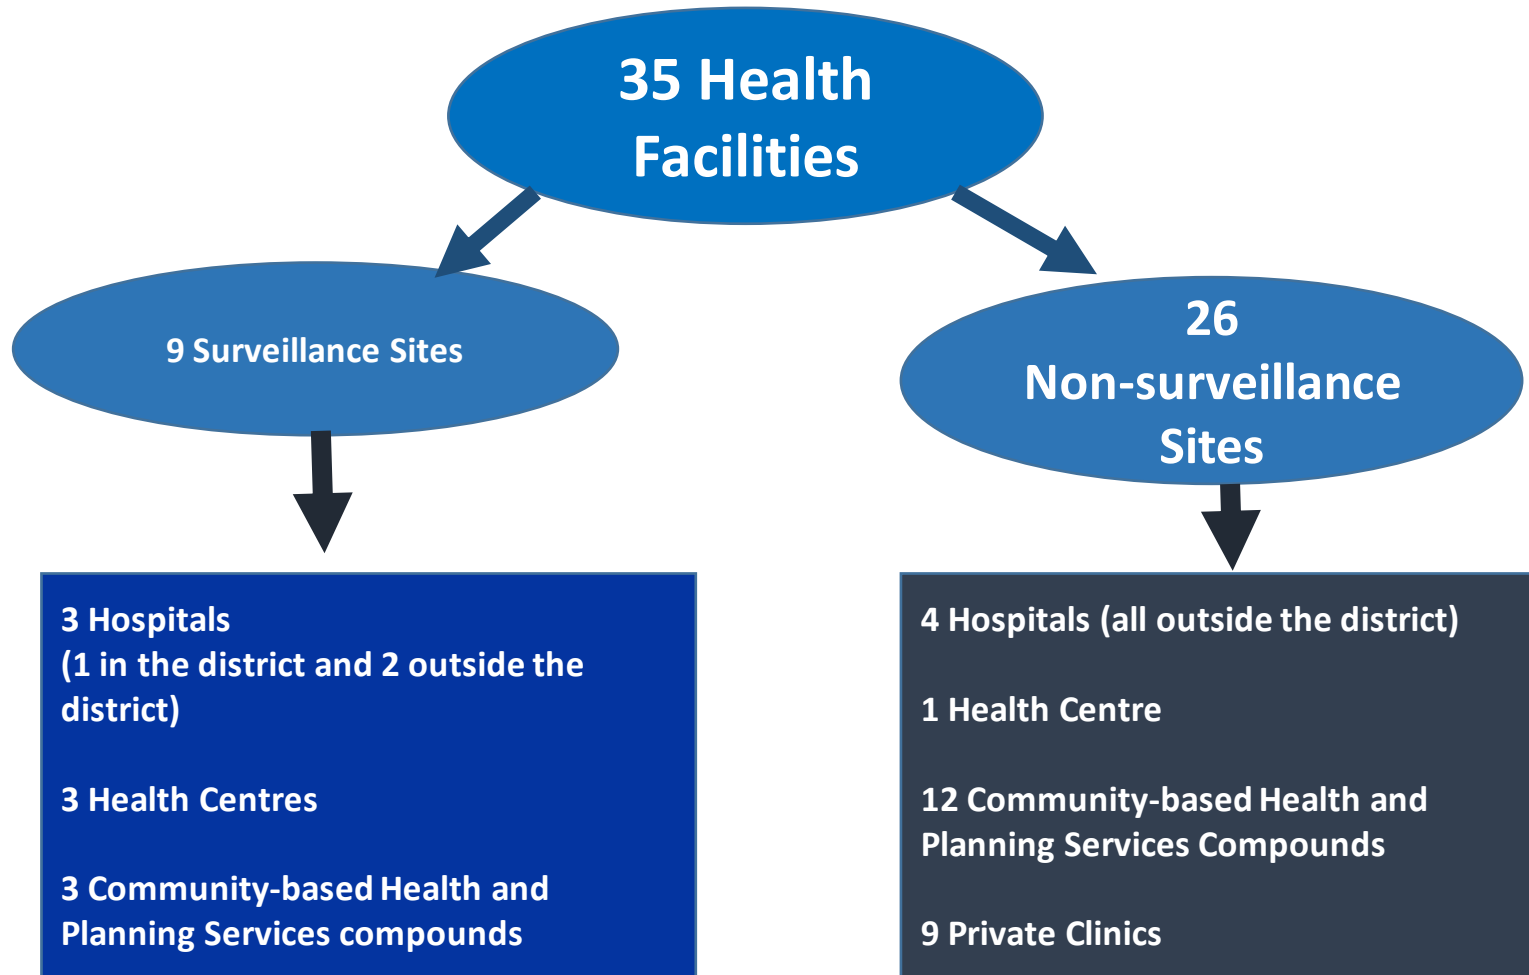 35 Health
Facilities
9 Surveillance Sites
26
Non-surveillance
Sites
3 Hospitals
(1 in the district and 2 outside the
district)
3 Health Centres
3 Community-based Health and
Planning Services compounds
4 Hospitals (all outside the district)
1 Health Centre
12 Community-based Health and
Planning Services Compounds
9 Private Clinics